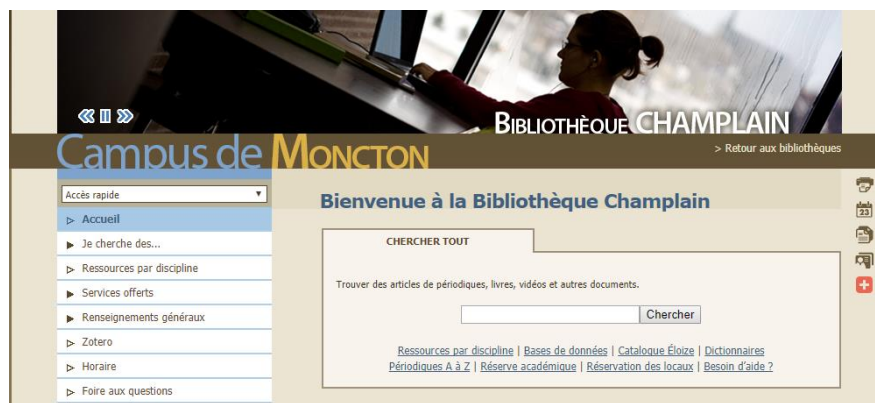 BIBLIOTHÈQUE CHAMPLAIN
Campus de MONCTON
> Retour aux bibliothèques
Accès rapide
Accueil
Je cherche des...
Ressources par discipline
Services offerts
Renseignements généraux
Zotero
Horaire
Foire aux questions
Bienvenue à la Bibliothèque Champlain
CHERCHER TOUT
Trouver des articles de périodiques, livres, vidéos et autres documents.
Chercher
Ressources par discipline | Bases de données | Catalogue Éloize | Dictionnaires
Périodiques A à Z | Réserve académique | Réservation des locaux | Besoin d'aide ?
23